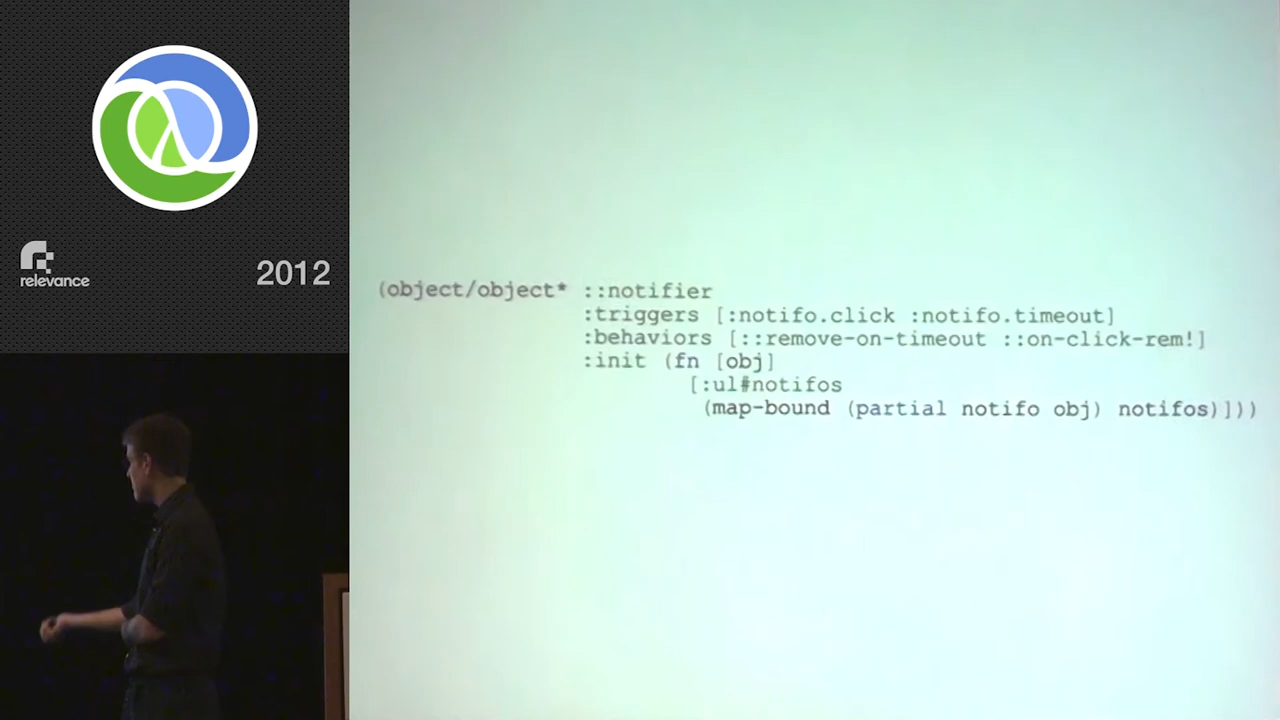 relevance
2012
(object/object* ::notifier
:triggers [:notifo.click :notifo.timeout]
:behaviors [::remove-on-timeout ::on-click-rem!]
:init (fn [obj]
[:ul#notifos
(map-bound (partial notifo obj) notifos)]))